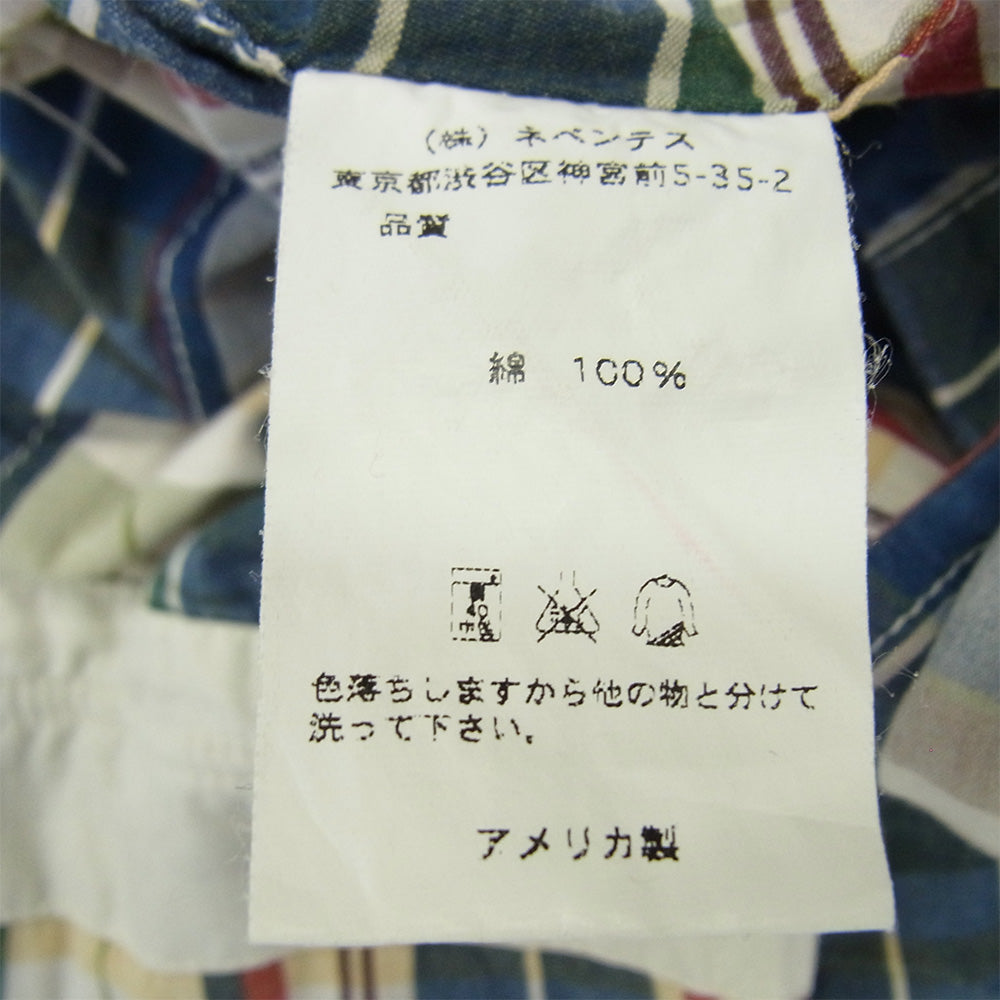 （株）ネペンテス
東京都渋谷区神宮前5-35-2
品質
綿 100%
40
色落ちしますから他の物と分けて
洗って下さい。
アメリカ製